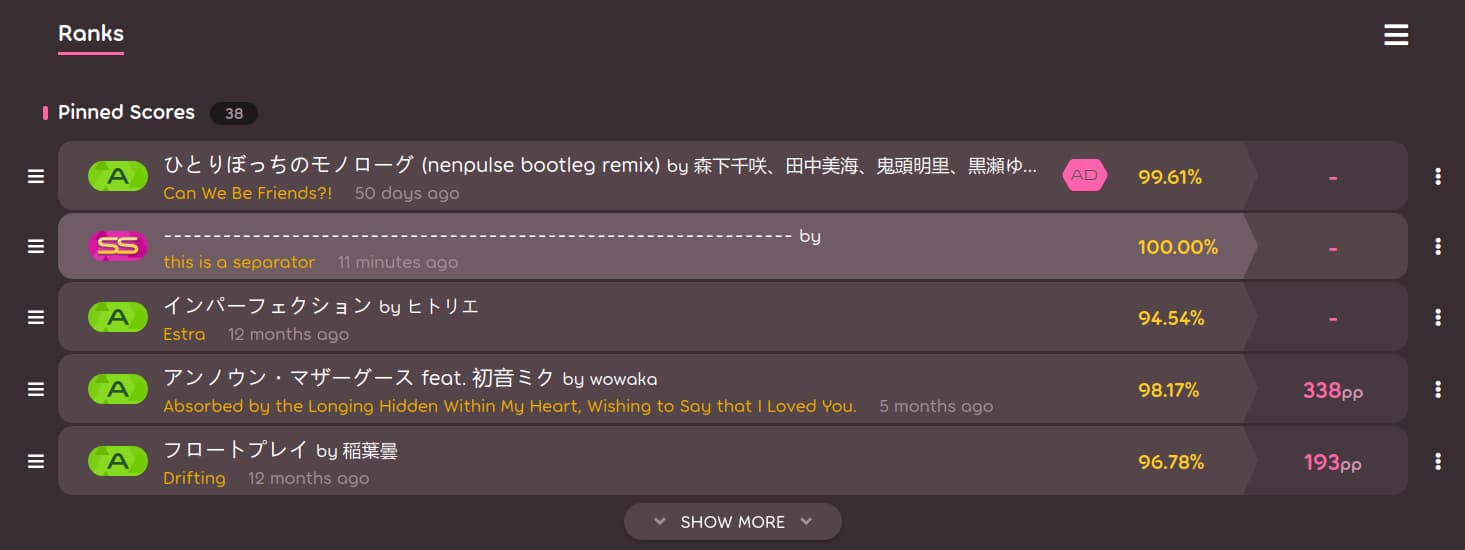 Ranks
Pinned Scores 38
A ひとりぼっちのモノローグ (nenpulse bootleg remix) by 森下千咲、田中美海、鬼頭明里、黒瀬ゆ... AD 99.61% -
Can We Be Friends?! 50 days ago
SS ---------------------------------------------------------------- by 100.00% -
this is a separator 11 minutes ago
A インパーフェクション by ヒトリエ 94.54% -
Estra 12 months ago
A アンノウン・マザーグース feat. 初音ミク by wowaka 98.17% 338pp
Absorbed by the Longing Hidden Within My Heart, Wishing to Say that I Loved You. 5 months ago
A フロートプレイ by 稲葉曇 96.78% 193pp
Drifting 12 months ago
SHOW MORE